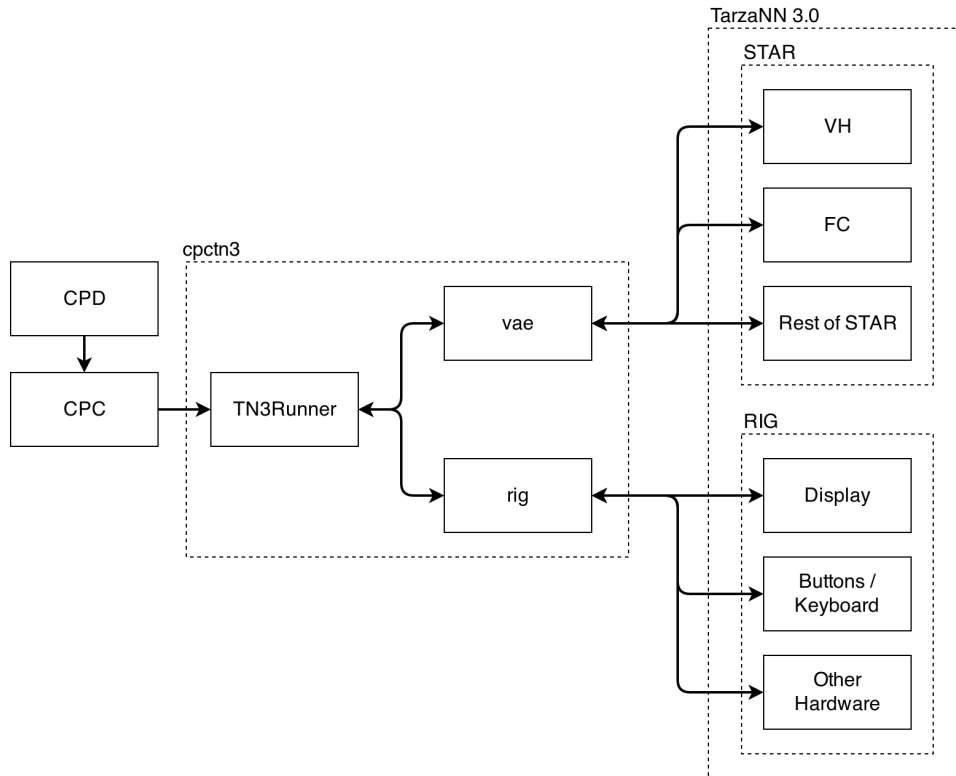 TarzaNN 3.0
STAR
VH
FC
Rest of STAR
cpctn3
CPD
CPC
TN3Runner
vae
rig
RIG
Display
Buttons /
Keyboard
Other
Hardware